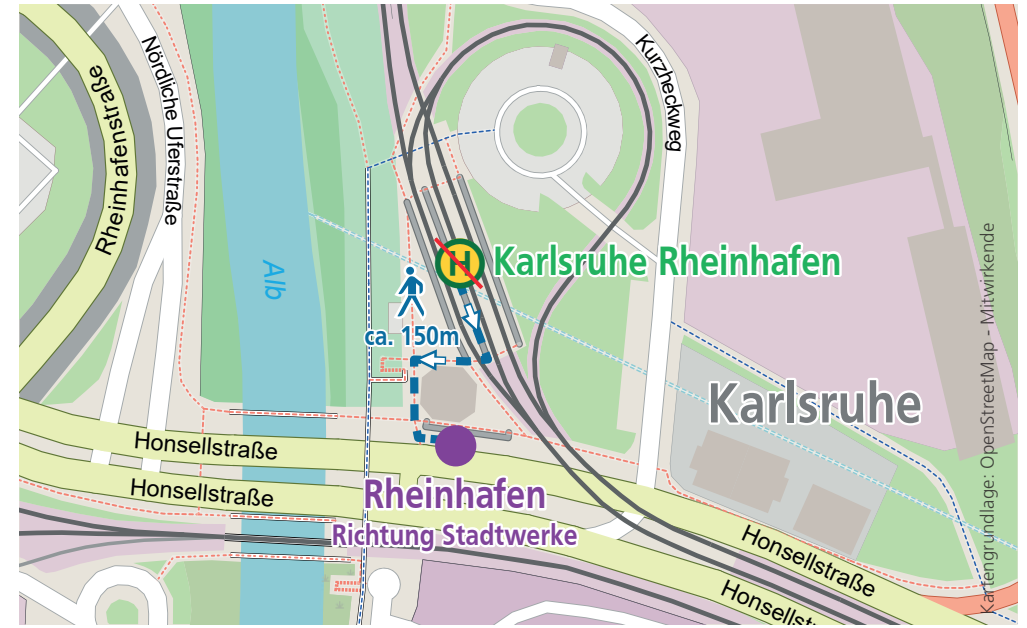 Nördliche Uferstraße
Rheinhafenstraße
Kurzheckweg
Alb
H
Karlsruhe Rheinhafen
ca. 150m
Karlsruhe
Honsellstraße
Honsellstraße
Rheinhafen
Richtung Stadtwerke
Honsellstraße
Honsellst
Kartengrundlage: OpenStreetMap - Mitwirkende